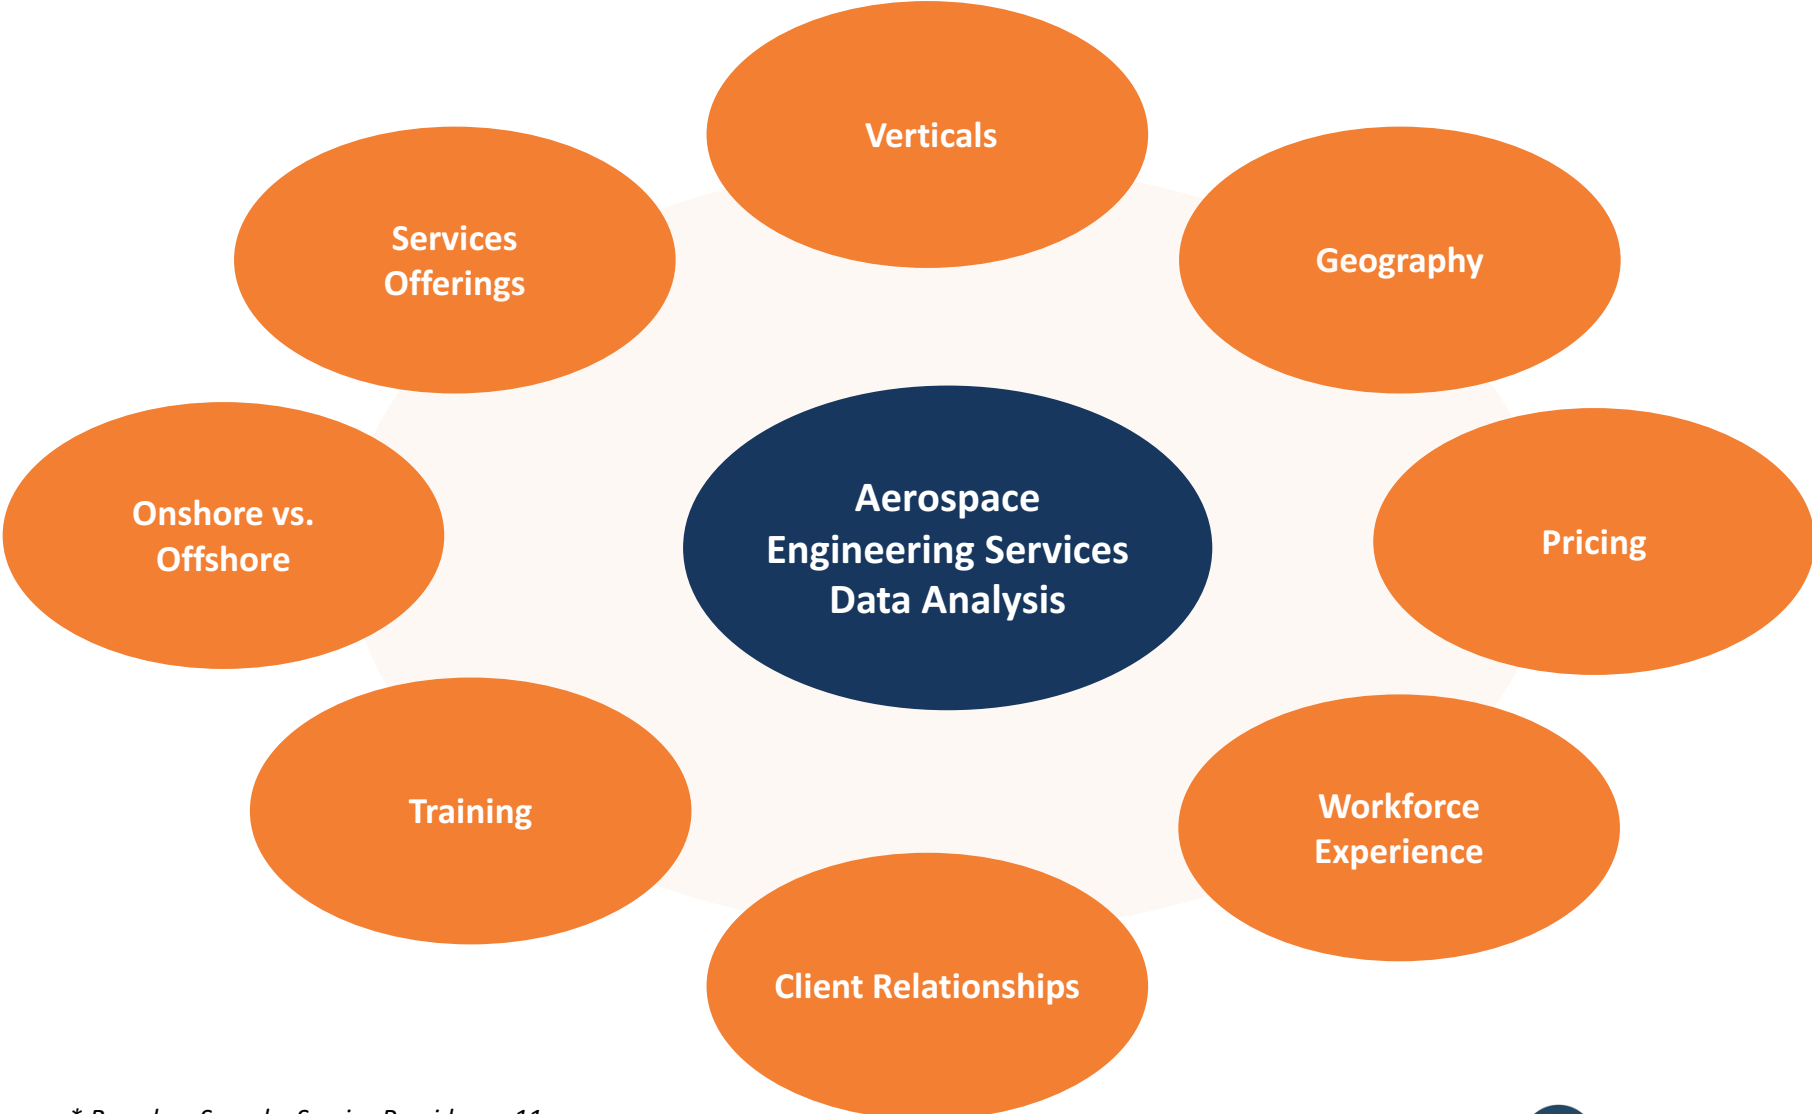 Verticals
Services
Offerings
Geography
Onshore vs.
Offshore
Aerospace
Engineering Services
Data Analysis
Pricing
Training
Workforce
Experience
Client Relationships